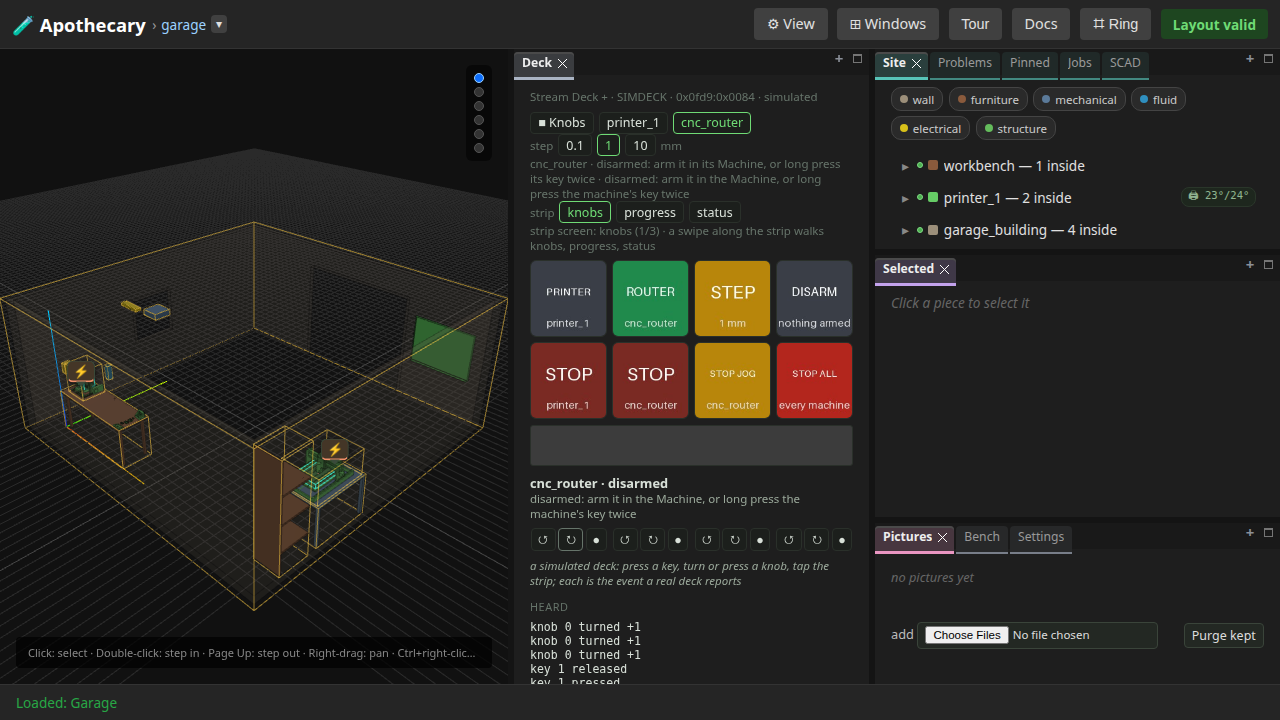 Apothecary › garage ▾
⚙ View
⊞ Windows
Tour
Docs
⌗ Ring
Layout valid
Click: select · Double-click: step in · Page Up: step out · Right-drag: pan · Ctrl+right-clic...
Deck
Stream Deck + · SIMDECK · 0x0fd9:0x0084 · simulated
■ Knobs printer_1 cnc_router
step 0.1 1 10 mm
cnc_router · disarmed: arm it in its Machine, or long press
its key twice · disarmed: arm it in the Machine, or long
press the machine's key twice
strip knobs progress status
strip screen: knobs (1/3) · a swipe along the strip walks
knobs, progress, status
PRINTER ROUTER STEP DISARM
printer_1 cnc_router 1 mm nothing armed
STOP STOP STOP JOG STOP ALL
printer_1 cnc_router cnc_router every machine
cnc_router · disarmed
disarmed: arm it in the Machine, or long press the
machine's key twice
↺ ↻ ● ↺ ↻ ● ↺ ↻ ● ↺ ↻ ●
a simulated deck: press a key, turn or press a knob, tap the
strip; each is the event a real deck reports
HEARD
knob 0 turned +1
knob 0 turned +1
knob 0 turned +1
key 1 released
key 1 pressed
Site Problems Pinned Jobs SCAD
wall furniture mechanical fluid
electrical structure
▸ workbench — 1 inside
▸ printer_1 — 2 inside 23°/24°
▸ garage_building — 4 inside
Selected
Click a piece to select it
Pictures Bench Settings
no pictures yet
add Choose Files No file chosen Purge kept
Loaded: Garage